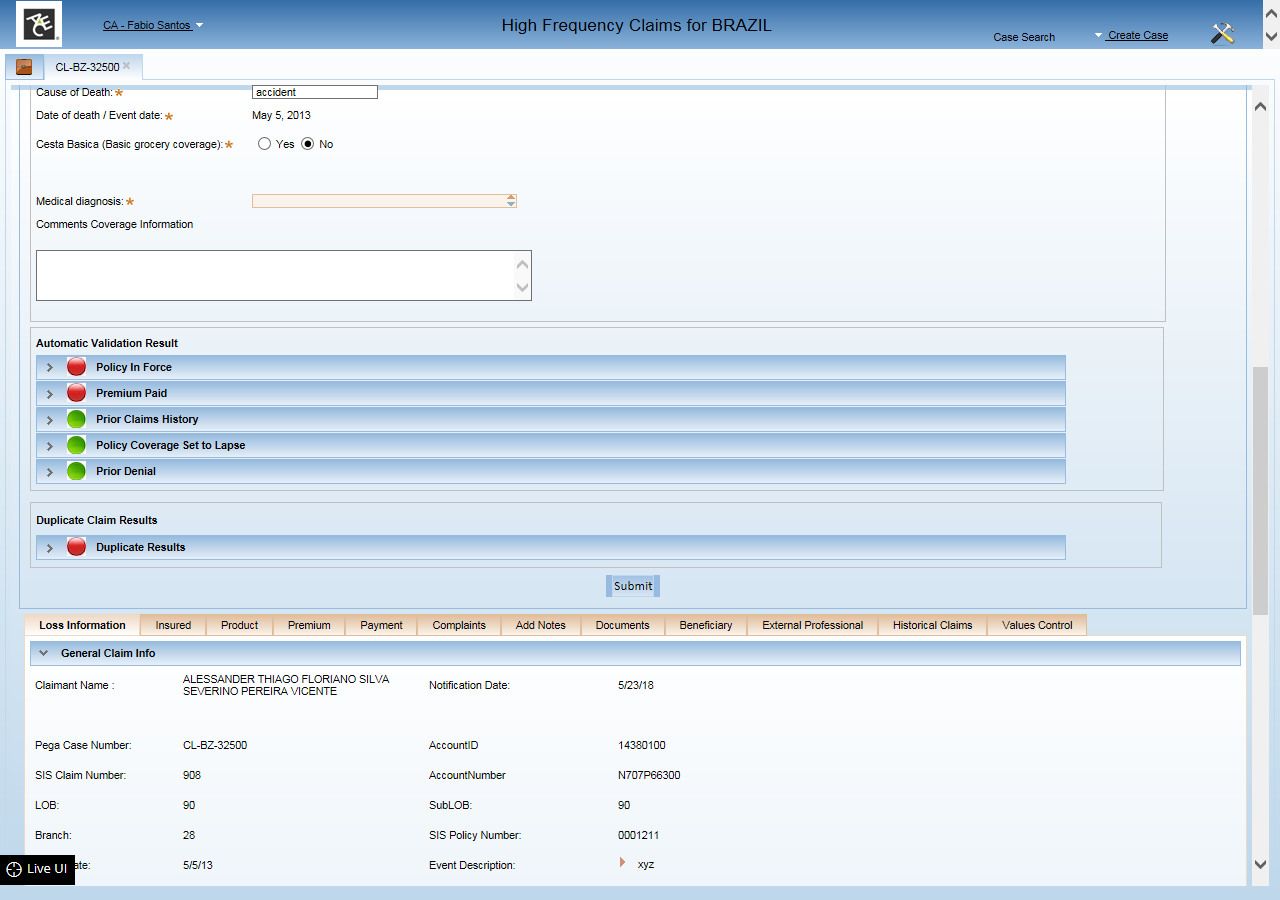 ACE
CA - Fabio Santos
High Frequency Claims for BRAZIL
Case Search
Create Case
CL-BZ-32500
Cause of Death:
accident
Date of death / Event date:
May 5, 2013
Cesta Basica (Basic grocery coverage):
Yes
No
Medical diagnosis:
Comments Coverage Information
Automatic Validation Result
Policy In Force
Premium Paid
Prior Claims History
Policy Coverage Set to Lapse
Prior Denial
Duplicate Claim Results
Duplicate Results
Submit
Loss Information
Insured
Product
Premium
Payment
Complaints
Add Notes
Documents
Beneficiary
External Professional
Historical Claims
Values Control
General Claim Info
Claimant Name :
ALESSANDER THIAGO FLORIANO SILVA
SEVERINO PEREIRA VICENTE
Notification Date:
5/23/18
Pega Case Number:
CL-BZ-32500
AccountID
14380100
SIS Claim Number:
908
AccountNumber
N707P66300
LOB:
90
SubLOB:
90
Branch:
28
SIS Policy Number:
0001211
5/5/13
Event Description:
xyz
Live UI